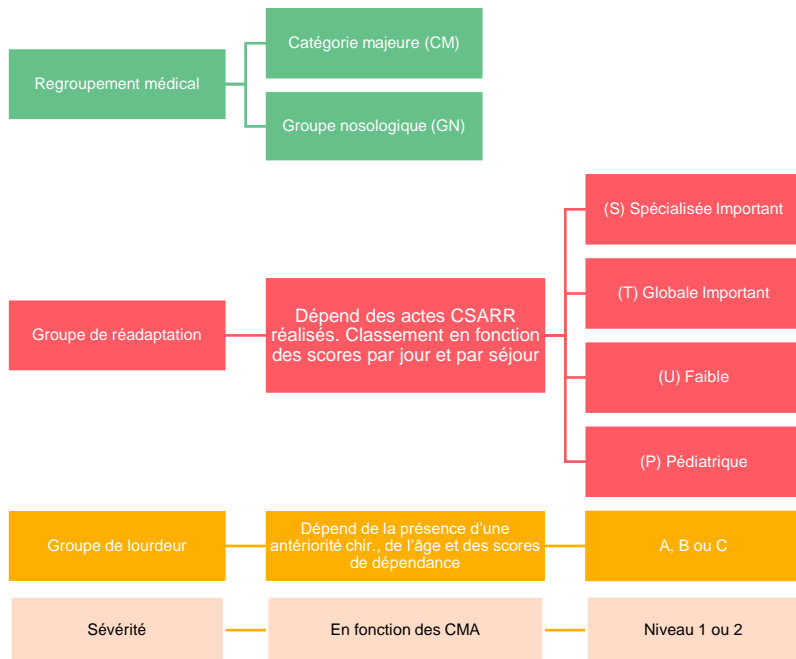 Catégorie majeure (CM)
Regroupement médical
Groupe nosologique (GN)
(S) Spécialisée Important
(T) Globale Important
Groupe de réadaptation
Dépend des actes CSARR
réalisés. Classement en fonction
des scores par jour et par séjour
(U) Faible
(P) Pédiatrique
Groupe de lourdeur
Dépend de la présence d’une
antériorité chir., de l’âge et des scores
de dépendance
A, B ou C
Sévérité
En fonction des CMA
Niveau 1 ou 2